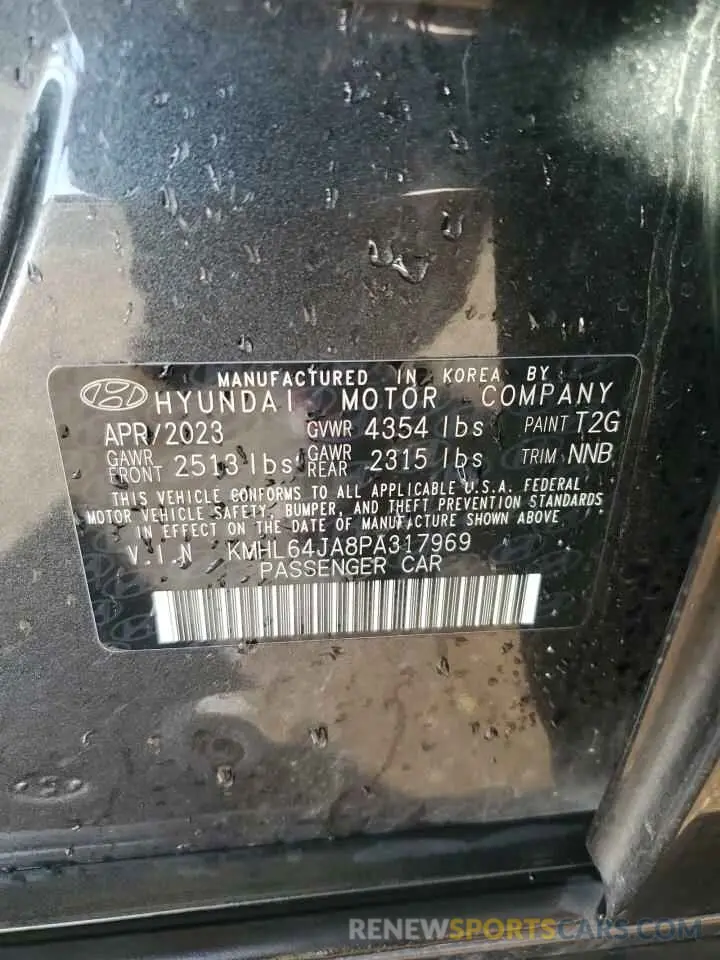 MANUFACTURED IN KOREA BY
HYUNDAI MOTOR COMPANY
APR/2023 GVWR 4354 lbs PAINT T2G
GAWR FRONT 2513 lbs GAWR REAR 2315 lbs TRIM NNB
THIS VEHICLE CONFORMS TO ALL APPLICABLE U.S.A. FEDERAL
MOTOR VEHICLE SAFETY, BUMPER, AND THEFT PREVENTION STANDARDS
IN EFFECT ON THE DATE OF MANUFACTURE SHOWN ABOVE
V.I.N KMHL64JA8PA317969
PASSENGER CAR
RENEWSPORTSCARS.COM